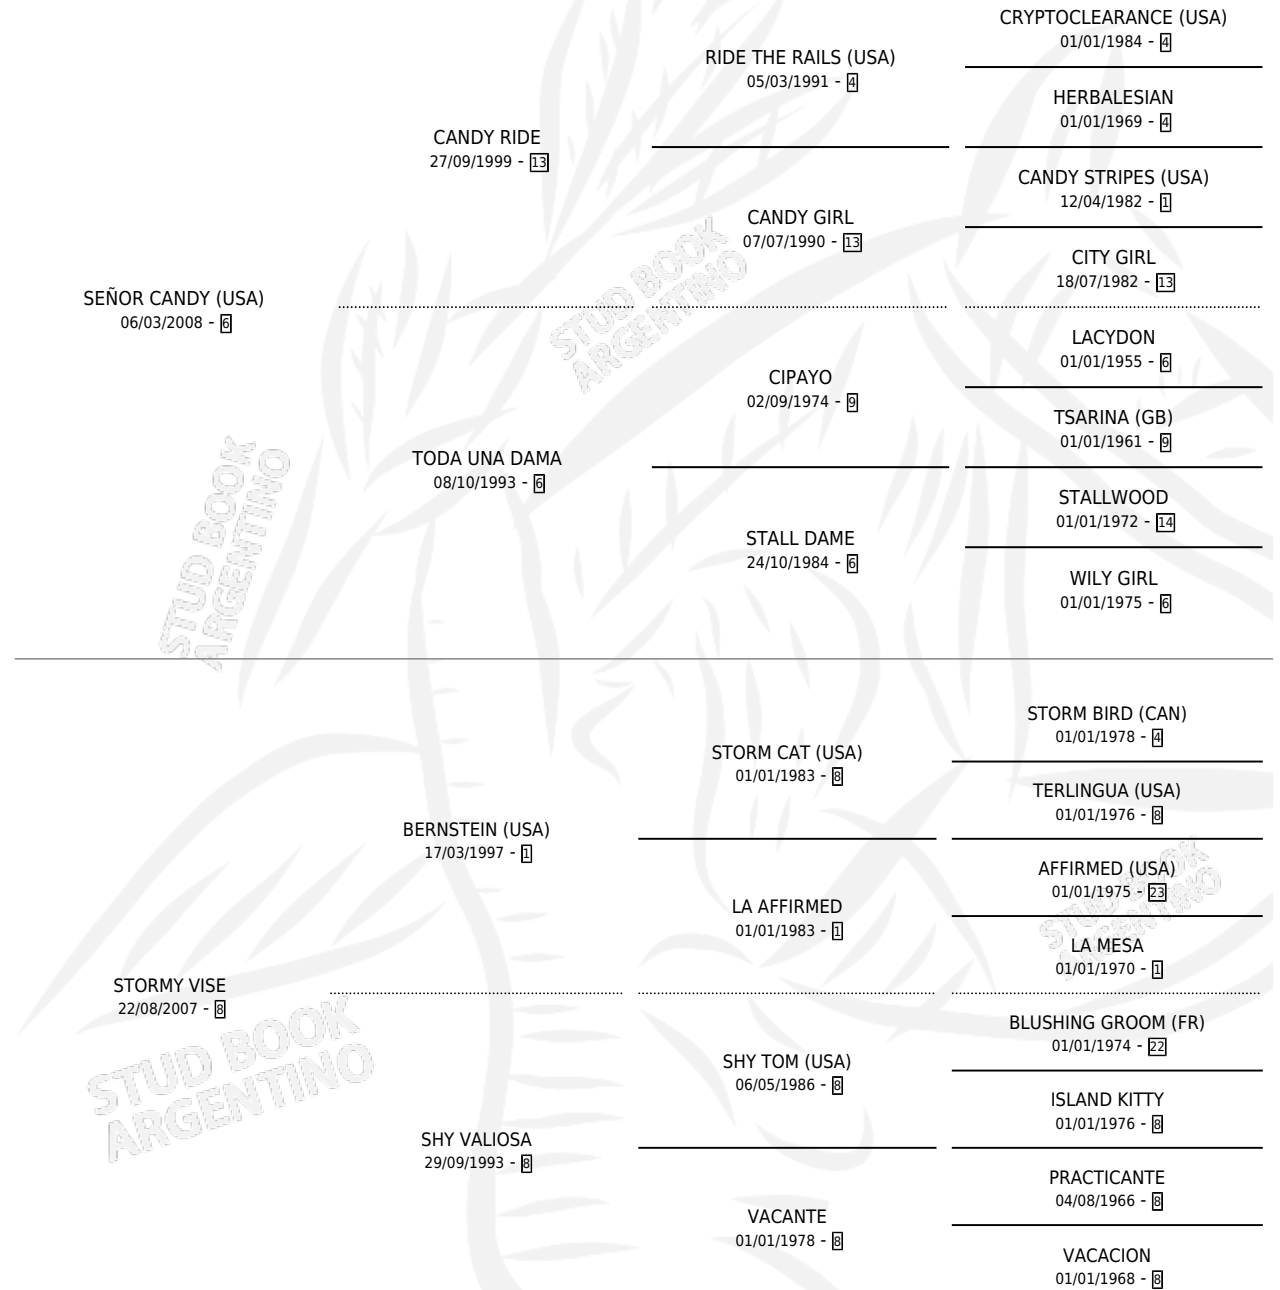 CRYPTOCLEARANCE (USA)
01/01/1984 - 4
RIDE THE RAILS (USA)
05/03/1991 - 4
HERBALESIAN
01/01/1969 - 4
CANDY RIDE
27/09/1999 - 13
CANDY STRIPES (USA)
12/04/1982 - 1
CANDY GIRL
07/07/1990 - 13
CITY GIRL
18/07/1982 - 13
SEÑOR CANDY (USA)
06/03/2008 - 6
STUD BOOK
ARGENTINO
LACYDON
01/01/1955 - 6
CIPAYO
02/09/1974 - 9
TSARINA (GB)
01/01/1961 - 9
TODA UNA DAMA
08/10/1993 - 6
STALLWOOD
01/01/1972 - 14
STALL DAME
24/10/1984 - 6
WILY GIRL
01/01/1975 - 6
STUD BOOK
ARGENTINO
STORM BIRD (CAN)
01/01/1978 - 4
STORM CAT (USA)
01/01/1983 - 8
TERLINGUA (USA)
01/01/1976 - 8
BERNSTEIN (USA)
17/03/1997 - 1
AFFIRMED (USA)
01/01/1975 - 23
LA AFFIRMED
01/01/1983 - 1
LA MESA
01/01/1970 - 1
STUD BOOK
ARGENTINO
STORMY VISE
22/08/2007 - 8
STUD BOOK
ARGENTINO
BLUSHING GROOM (FR)
01/01/1974 - 22
SHY TOM (USA)
06/05/1986 - 8
ISLAND KITTY
01/01/1976 - 8
SHY VALIOSA
29/09/1993 - 8
PRACTICANTE
04/08/1966 - 8
VACANTE
01/01/1978 - 8
VACACION
01/01/1968 - 8